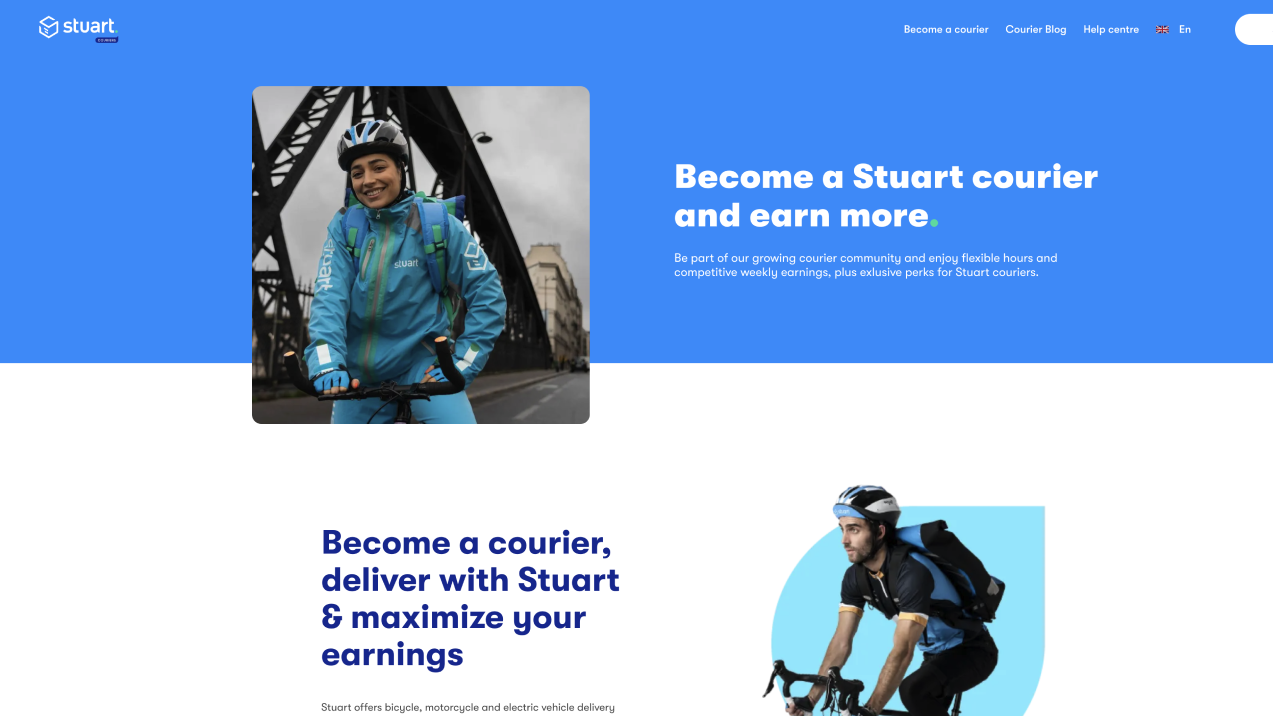 stuart.
Become a courier
Courier Blog
Help centre
En
stuart
stuart
Become a Stuart courier
and earn more.
Be part of our growing courier community and enjoy flexible hours and
competitive weekly earnings, plus exlusive perks for Stuart couriers.
Become a courier,
deliver with Stuart
& maximize your
earnings
Stuart offers bicycle, motorcycle and electric vehicle delivery